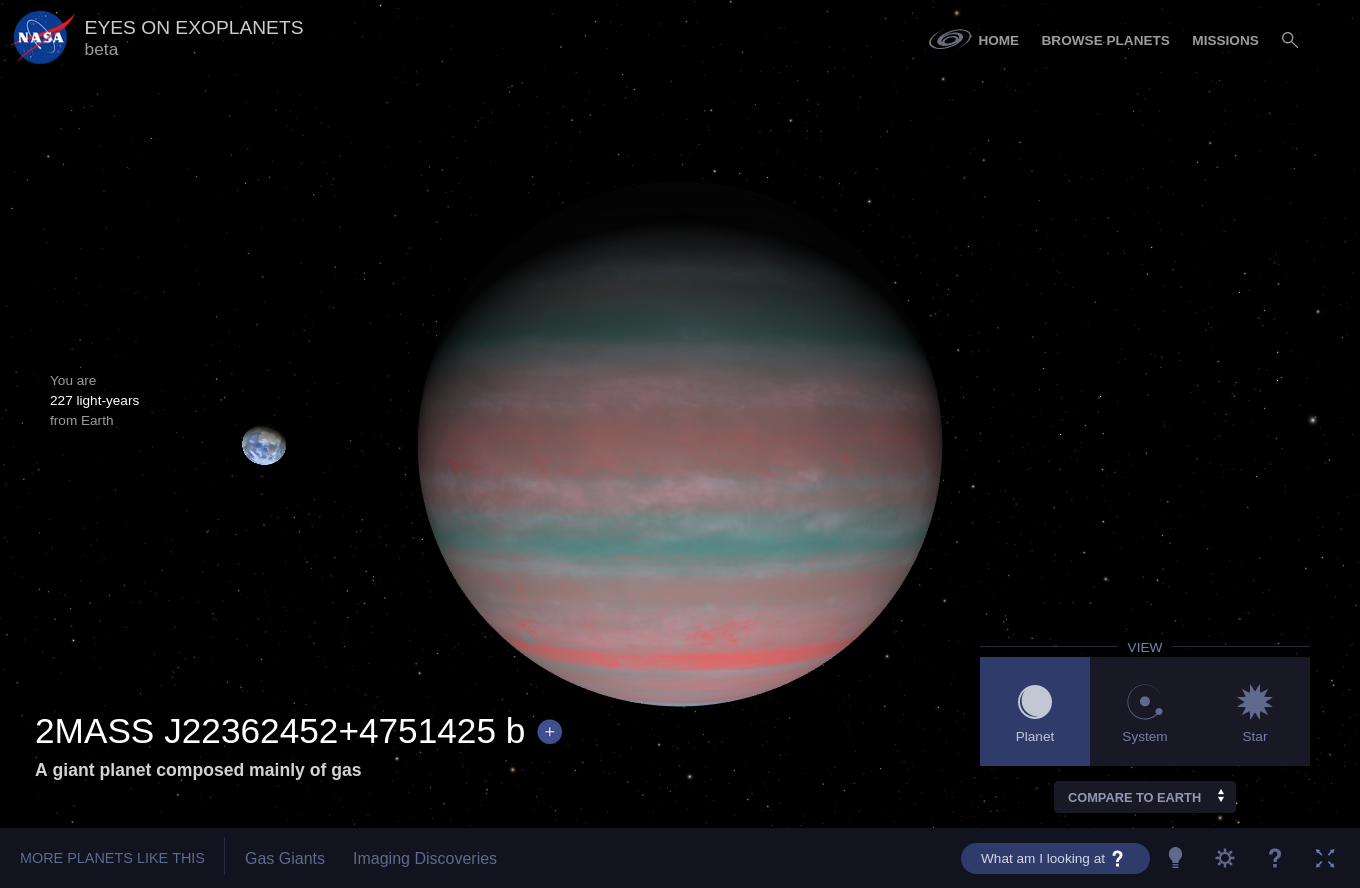 NASA
EYES ON EXOPLANETS
beta
HOME
BROWSE PLANETS
MISSIONS
You are
227 light-years
from Earth
VIEW
Planet
System
Star
2MASS J22362452+4751425 b +
A giant planet composed mainly of gas
COMPARE TO EARTH
MORE PLANETS LIKE THIS
Gas Giants
Imaging Discoveries
What am I looking at ?
?